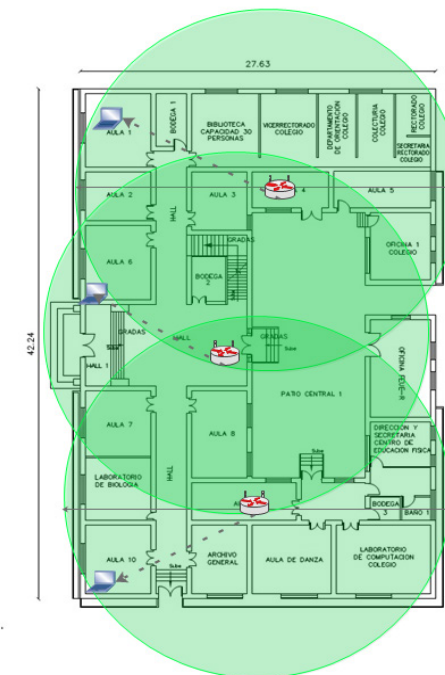 27.63
42.24
AULA 1
BODEGA 1
BIBLIOTECA
CAPACIDAD 30
PERSONAS
VICERRECTORADO
COLEGIO
DEPARTAMENTO
DE ORIENTACION
COLEGIO
COLECTURIA
COLEGIO
RECTORADO
COLEGIO
SECRETARIA
RECTORADO
COLEGIO
AULA 2
HALL
AULA 3
4
AULA 5
AULA 6
GRADAS
Sube
BODEGA
2
OFICINA 1
COLEGIO
GRADAS
Sube
HALL 1
HALL
GRADAS
Sube
OFICINA FEUE-R
PATIO CENTRAL 1
AULA 7
HALL
AULA 8
DIRECCION Y
SECRETARIA
CENTRO DE
EDUCACION FISICA
Sube
LABORATORIO
DE BIOLOGIA
BODEGA
3
BAÑO 1
AULA 10
Sube
ARCHIVO
GENERAL
AULA DE DANZA
LABORATORIO
DE COMPUTACION
COLEGIO